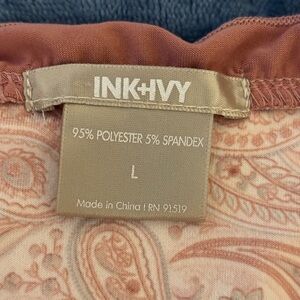 INK+IVY
95% POLYESTER 5% SPANDEX
L
Made in China I RN 91519